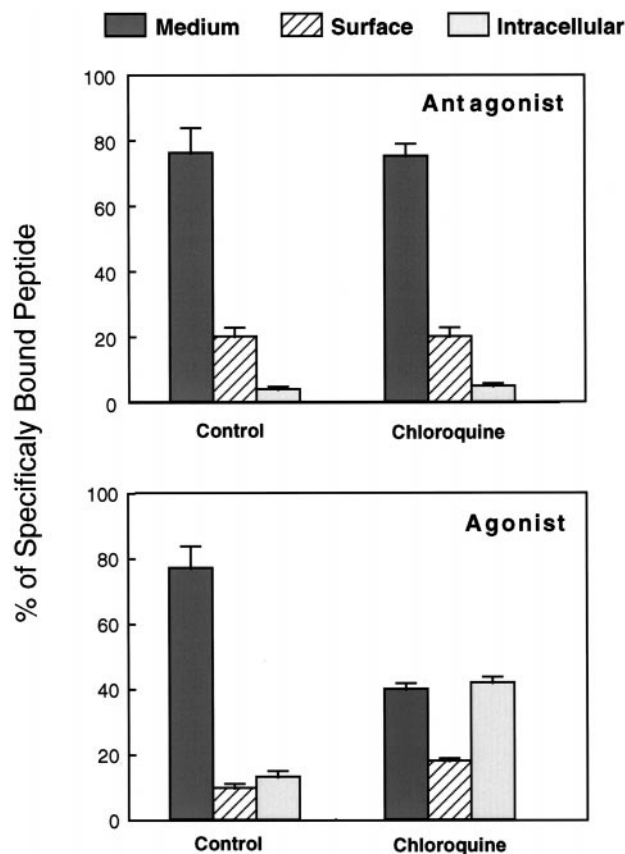 Medium Surface Intracellular
% of Specificaly Bound Peptide
Antagonist
100
80
60
40
20
0
Control Chloroquine
Agonist
100
80
60
40
20
0
Control Chloroquine